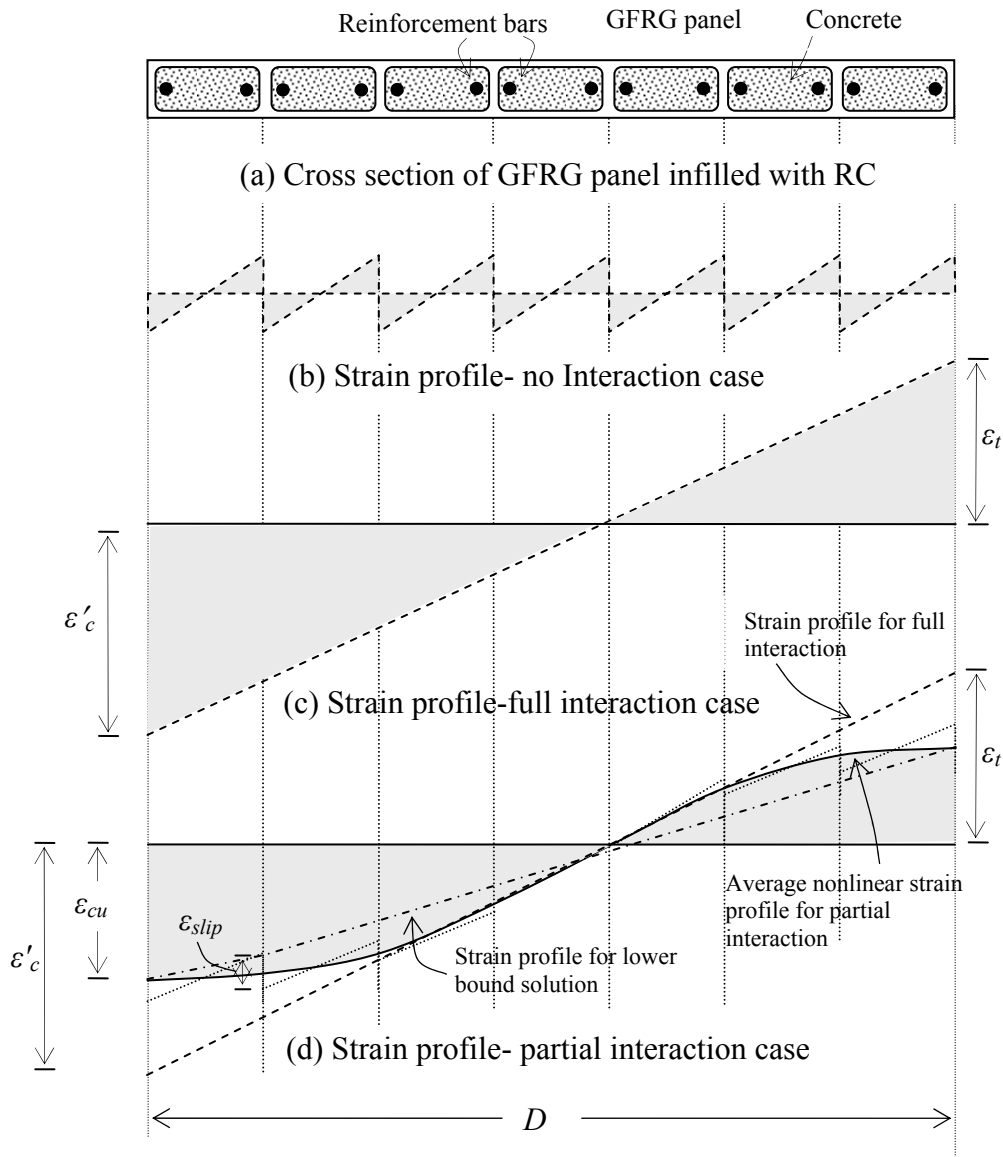 Reinforcement bars
GFRG panel
Concrete
(a) Cross section of GFRG panel infilled with RC
(b) Strain profile- no Interaction case
εt
ε′c
Strain profile for full
interaction
(c) Strain profile-full interaction case
εt
εcu
εslip
ε′c
Average nonlinear strain
profile for partial
interaction
Strain profile for lower
bound solution
(d) Strain profile- partial interaction case
D